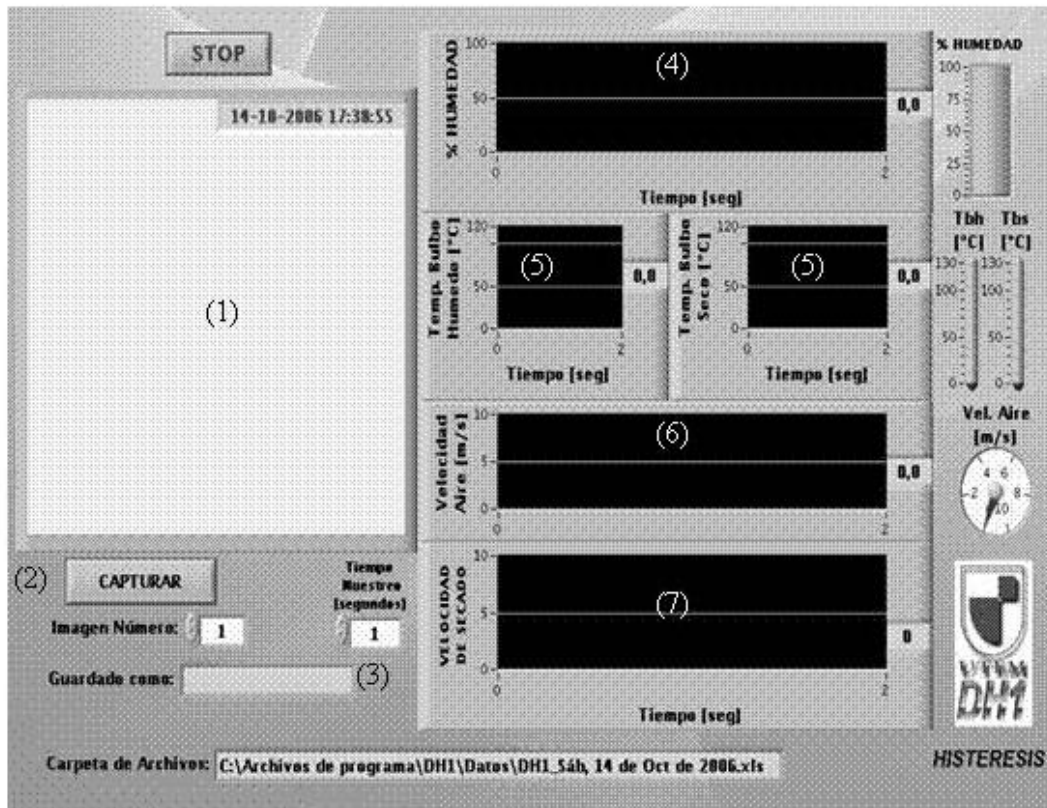 STOP
14-10-2006 17:38:55
(1)
(2)
CAPTURAR
Tiempo
Muestreo
[segundos]
Imagen Número: 1
1
Guardado como:
(3)
% HUMEDAD
100
50
0
(4)
0,0
0
2
Tiempo [seg]
Temp. Bulbo
Humedo [°C]
120
50
0
(5)
0,0
0
2
Tiempo [seg]
Temp. Bulbo
Seco [°C]
120
50
0
(5)
0,0
0
2
Tiempo [seg]
Velocidad
Aire [m/s]
10
5
0
(6)
0,0
0
2
VELOCIDAD
DE SECADO
10
5
0
(7)
0
0
2
Tiempo [seg]
% HUMEDAD
100
75
50
25
0
Tbh Tbs
[°C] [°C]
130 130
100 100
50 50
0 0
Vel. Aire
[m/s]
4 6
2 8
10
DH1
HISTERESIS
Carpeta de Archivos: C:\Archivos de programa\DH1\Datos\DH1_Sáb, 14 de Oct de 2006.xls